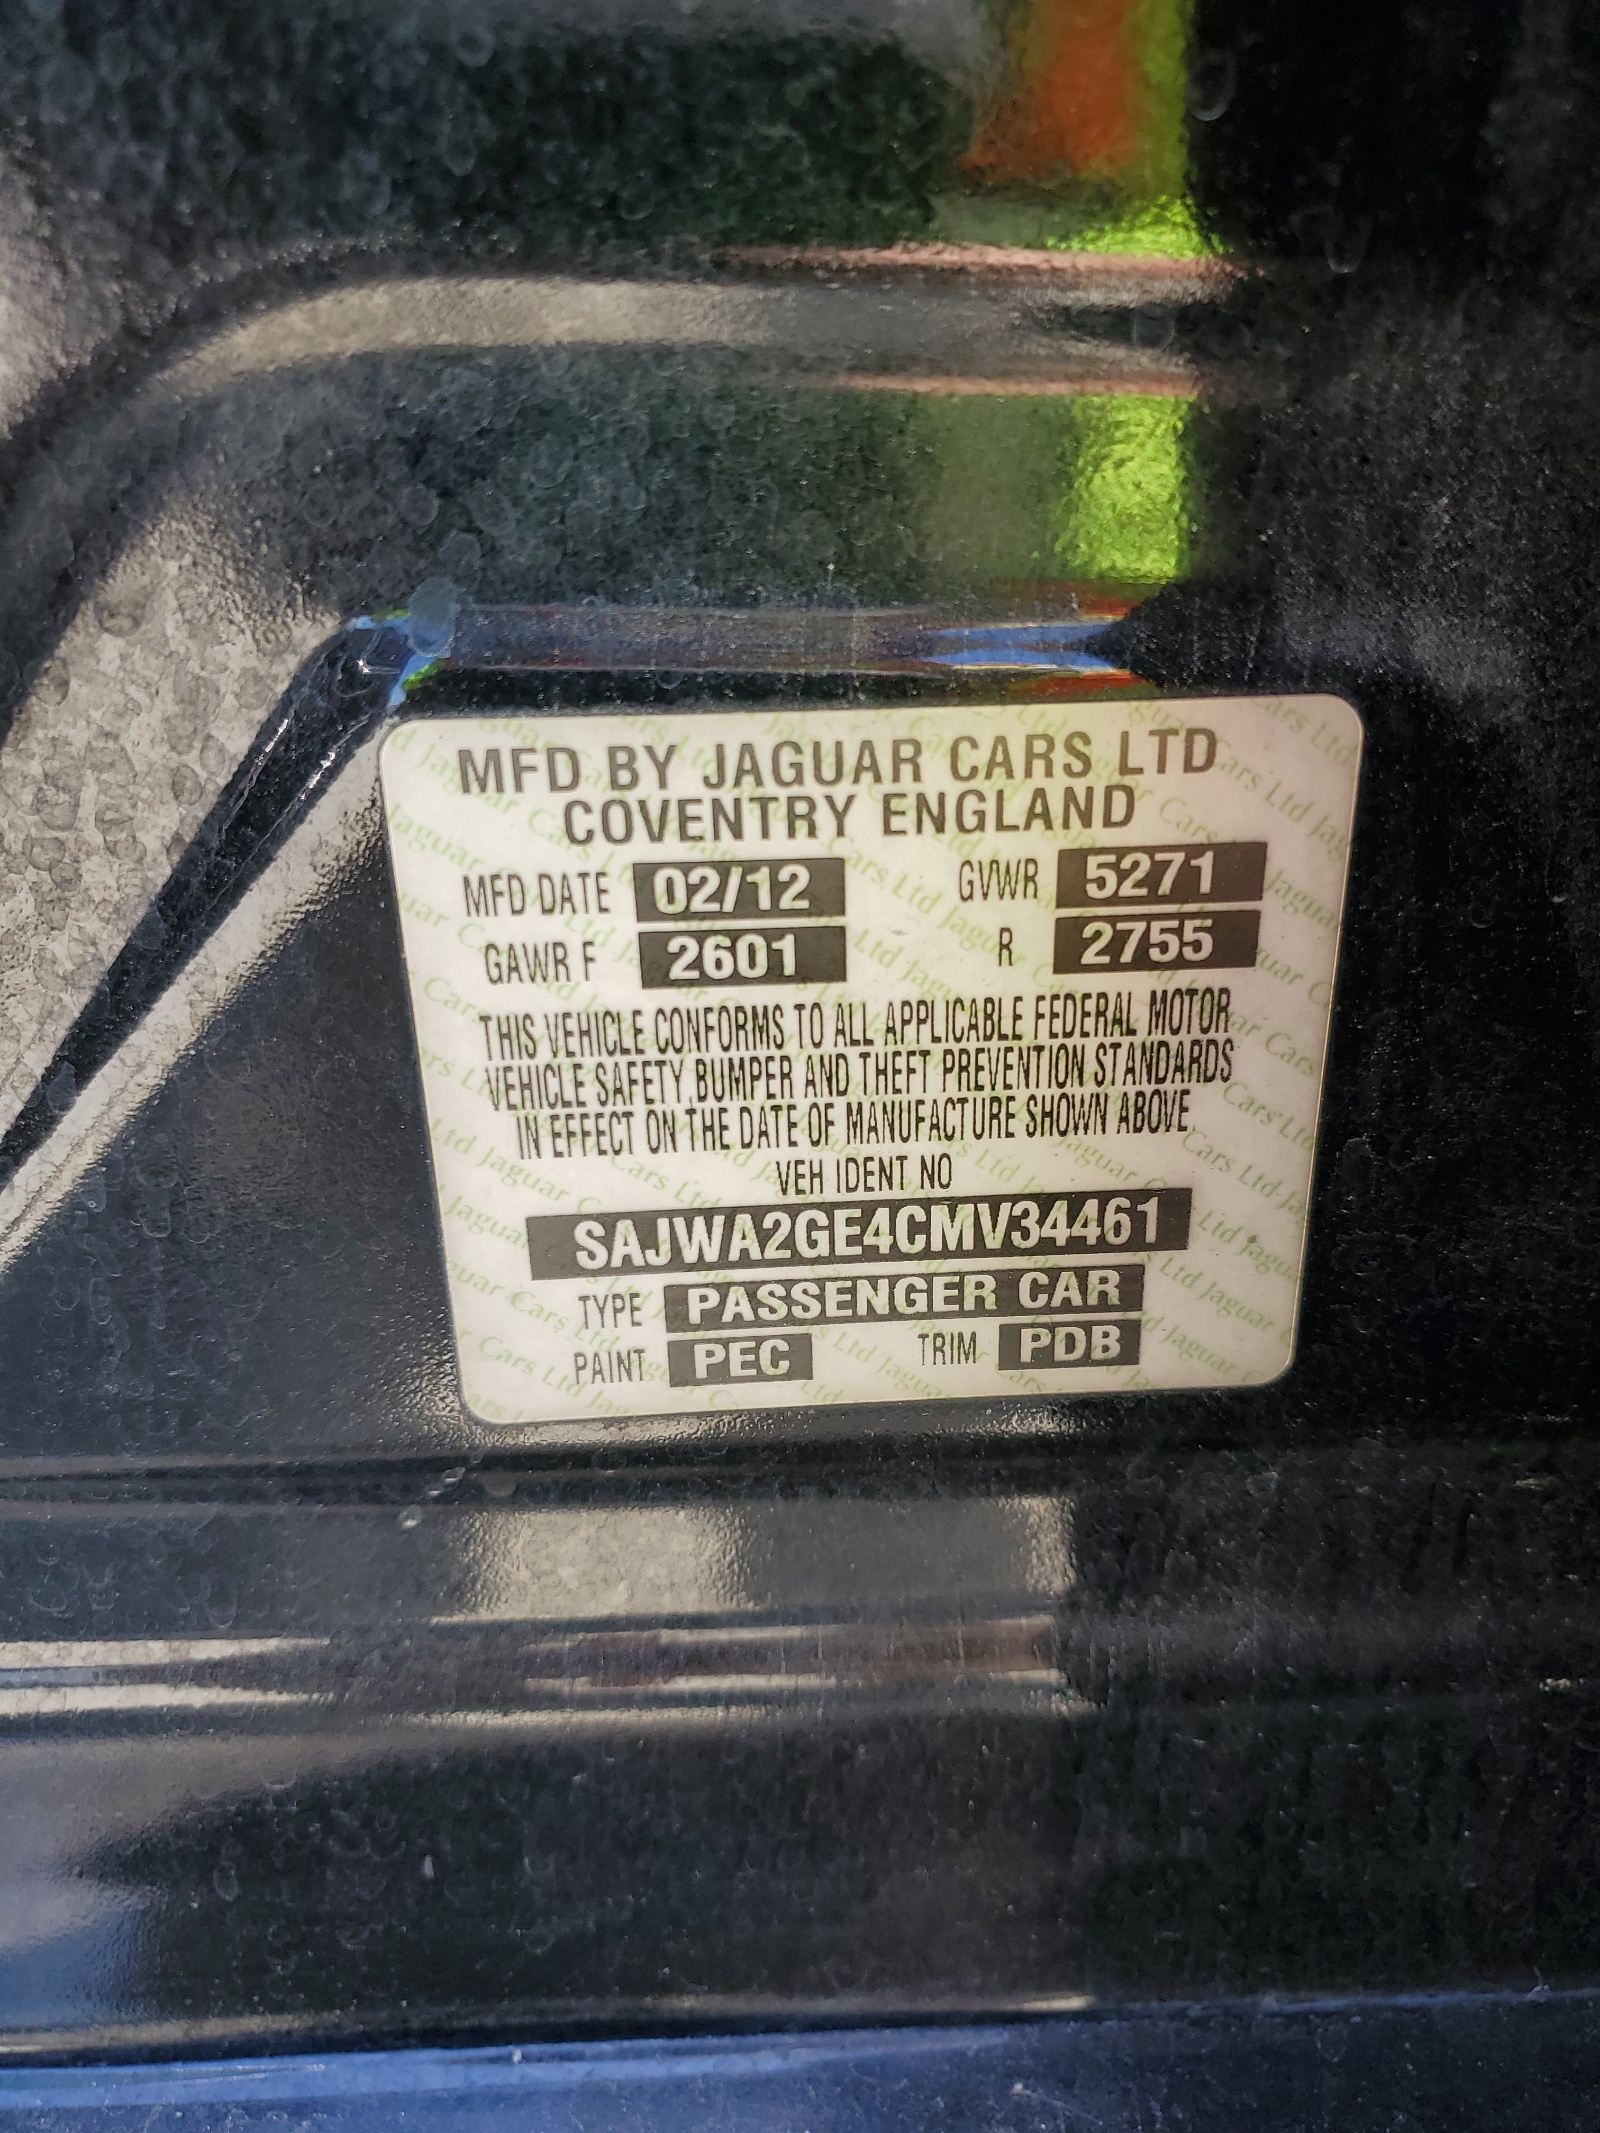 MFD BY JAGUAR CARS LTD
COVENTRY ENGLAND
MFD DATE 02/12 GVWR 5271
GAWR F 2601 R 2755
THIS VEHICLE CONFORMS TO ALL APPLICABLE FEDERAL MOTOR
VEHICLE SAFETY, BUMPER AND THEFT PREVENTION STANDARDS
IN EFFECT ON THE DATE OF MANUFACTURE SHOWN ABOVE.
VEH IDENT NO
SAJWA2GE4CMV34461
TYPE PASSENGER CAR
PAINT PEC TRIM PDB